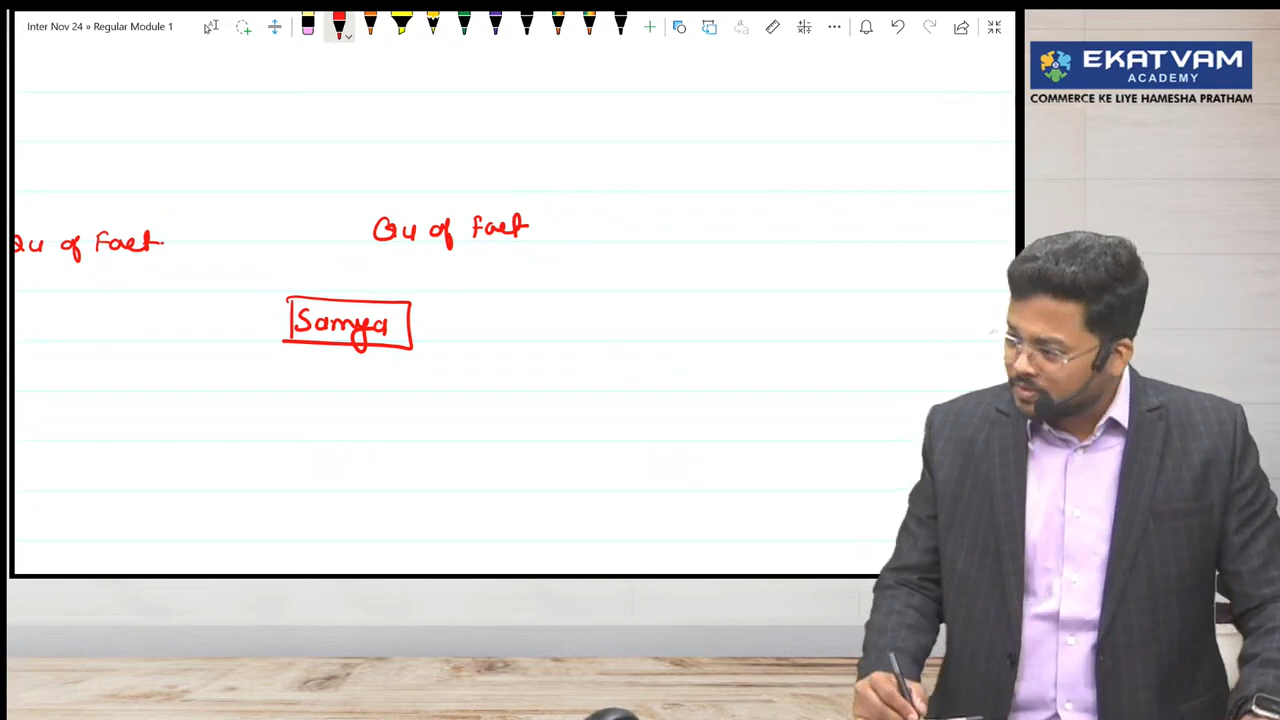 Inter Nov 24 » Regular Module 1
EKATVAM
ACADEMY
COMMERCE KE LIYE HAMESHA PRATHAM
Qu of Fact
Qu of Fact
Samya